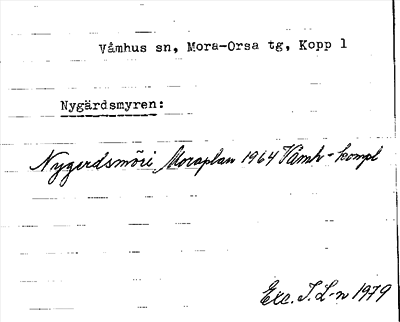 Våmhus sn, Mora-Orsa tg, Kopp 1
Nygärdsmyren:
Nygerdsmöri Moraplan 1964 Våmh-kompl
Exc. I. L-n 1979